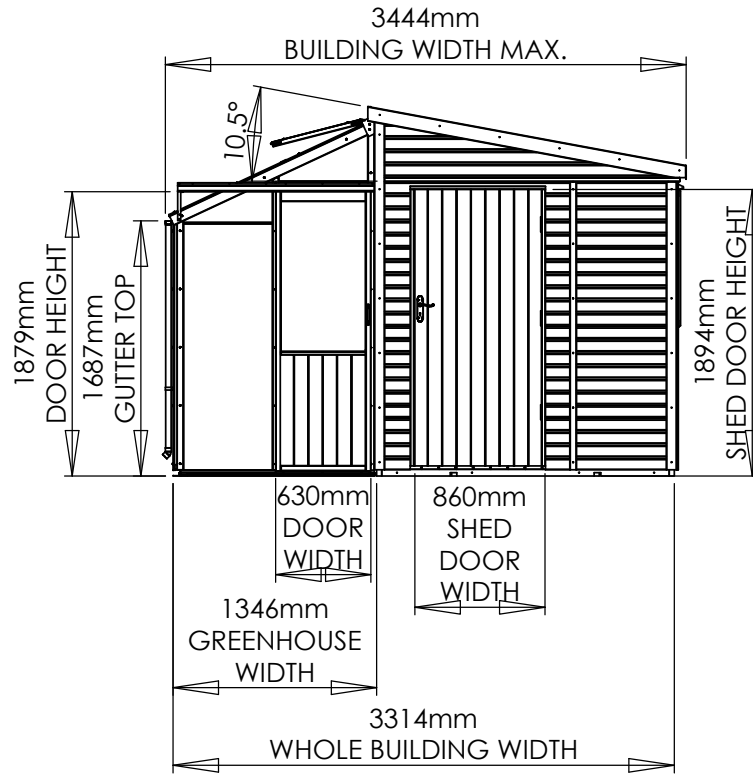 3444mm
BUILDING WIDTH MAX.
10.5°
1879mm
DOOR HEIGHT
1687mm
GUTTER TOP
1894mm
SHED DOOR HEIGHT
630mm
DOOR
WIDTH
860mm
SHED
DOOR
WIDTH
1346mm
GREENHOUSE
WIDTH
3314mm
WHOLE BUILDING WIDTH